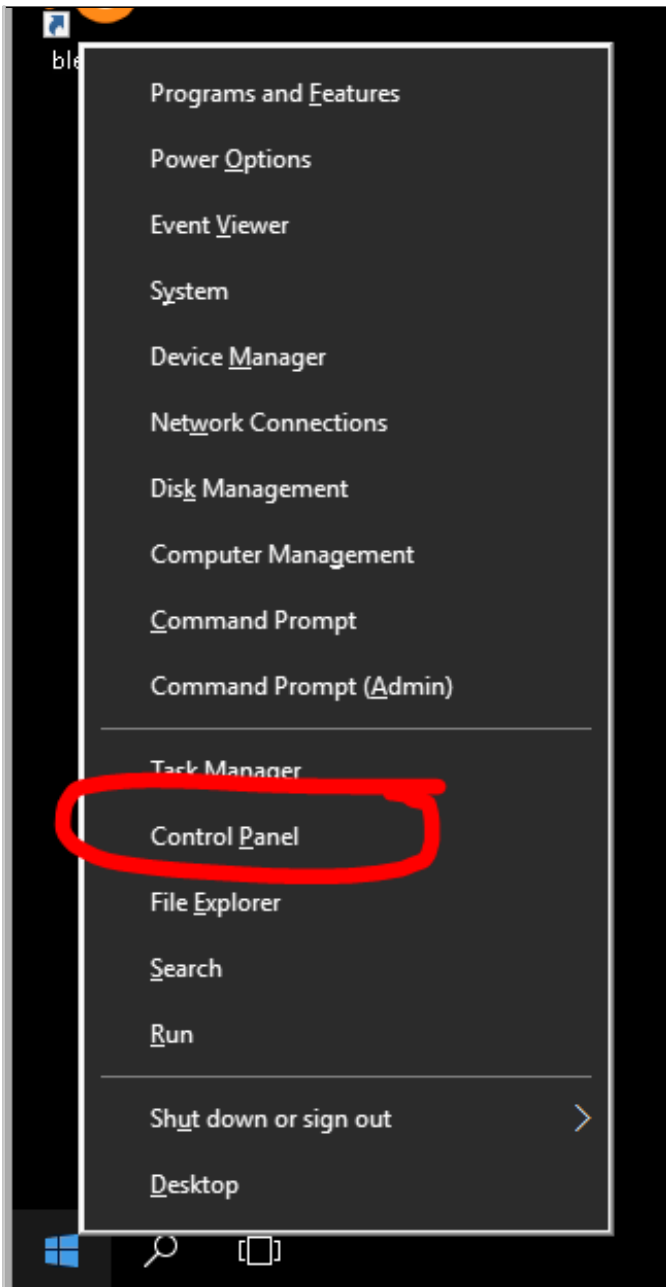 ble
Programs and Features
Power Options
Event Viewer
System
Device Manager
Network Connections
Disk Management
Computer Management
Command Prompt
Command Prompt (Admin)
Task Manager
Control Panel
File Explorer
Search
Run
Shut down or sign out
Desktop